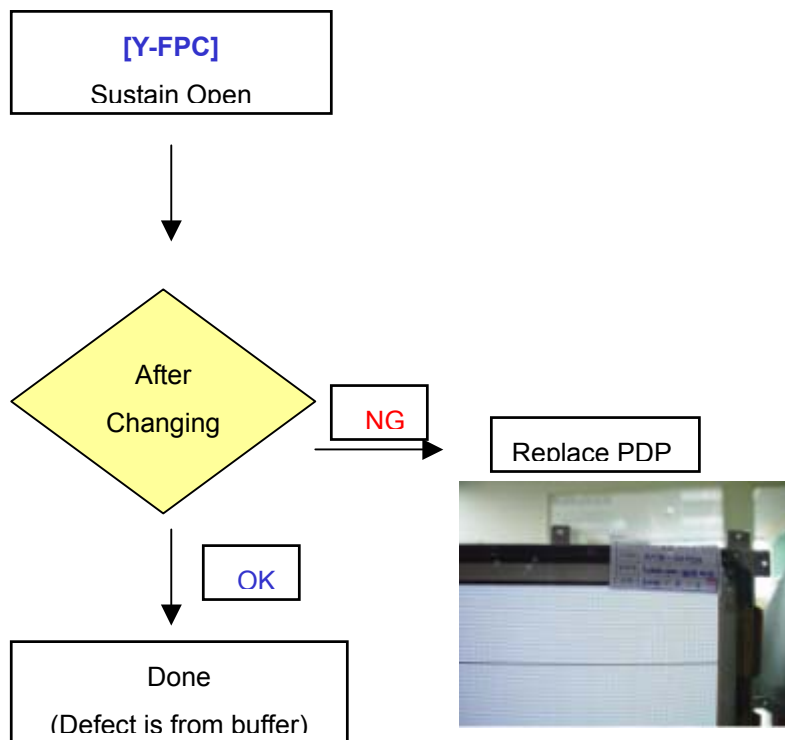 [Y-FPC]
Sustain Open
After
Changing
NG
Replace PDP
OK
Done
(Defect is from buffer)